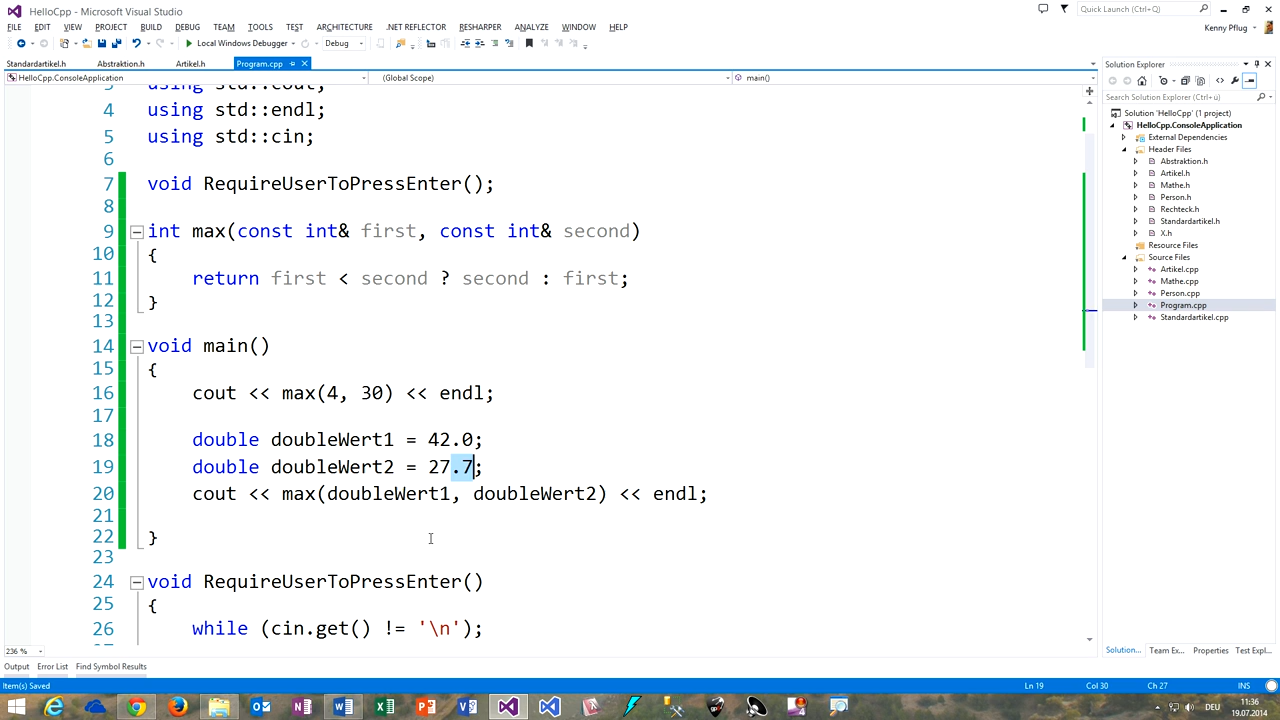 HelloCpp - Microsoft Visual Studio
Quick Launch (Ctrl+Q)
FILE EDIT VIEW PROJECT BUILD DEBUG TEAM TOOLS TEST ARCHITECTURE .NET REFLECTOR RESHARPER ANALYZE WINDOW HELP
Kenny Pflug
Local Windows Debugger Debug
Standardartikel.h Abstraktion.h Artikel.h Program.cpp
HelloCpp.ConsoleApplication (Global Scope) main()
3 using std::cout;
4 using std::endl;
5 using std::cin;
6
7 void RequireUserToPressEnter();
8
9 int max(const int& first, const int& second)
10 {
11 return first < second ? second : first;
12 }
13
14 void main()
15 {
16 cout << max(4, 30) << endl;
17
18 double doubleWert1 = 42.0;
19 double doubleWert2 = 27.7;
20 cout << max(doubleWert1, doubleWert2) << endl;
21
22 }
23
24 void RequireUserToPressEnter()
25 {
26 while (cin.get() != '\n');
236 %
Output Error List Find Symbol Results
Item(s) Saved
Ln 19 Col 30 Ch 27 INS
Solution Explorer
Search Solution Explorer (Ctrl+ü)
Solution 'HelloCpp' (1 project)
HelloCpp.ConsoleApplication
External Dependencies
Header Files
Abstraktion.h
Artikel.h
Mathe.h
Person.h
Rechteck.h
Standardartikel.h
X.h
Resource Files
Source Files
Artikel.cpp
Mathe.cpp
Person.cpp
Program.cpp
Standardartikel.cpp
Solution... Team Ex... Properties Test Expl...
DEU
11:36
19.07.2014